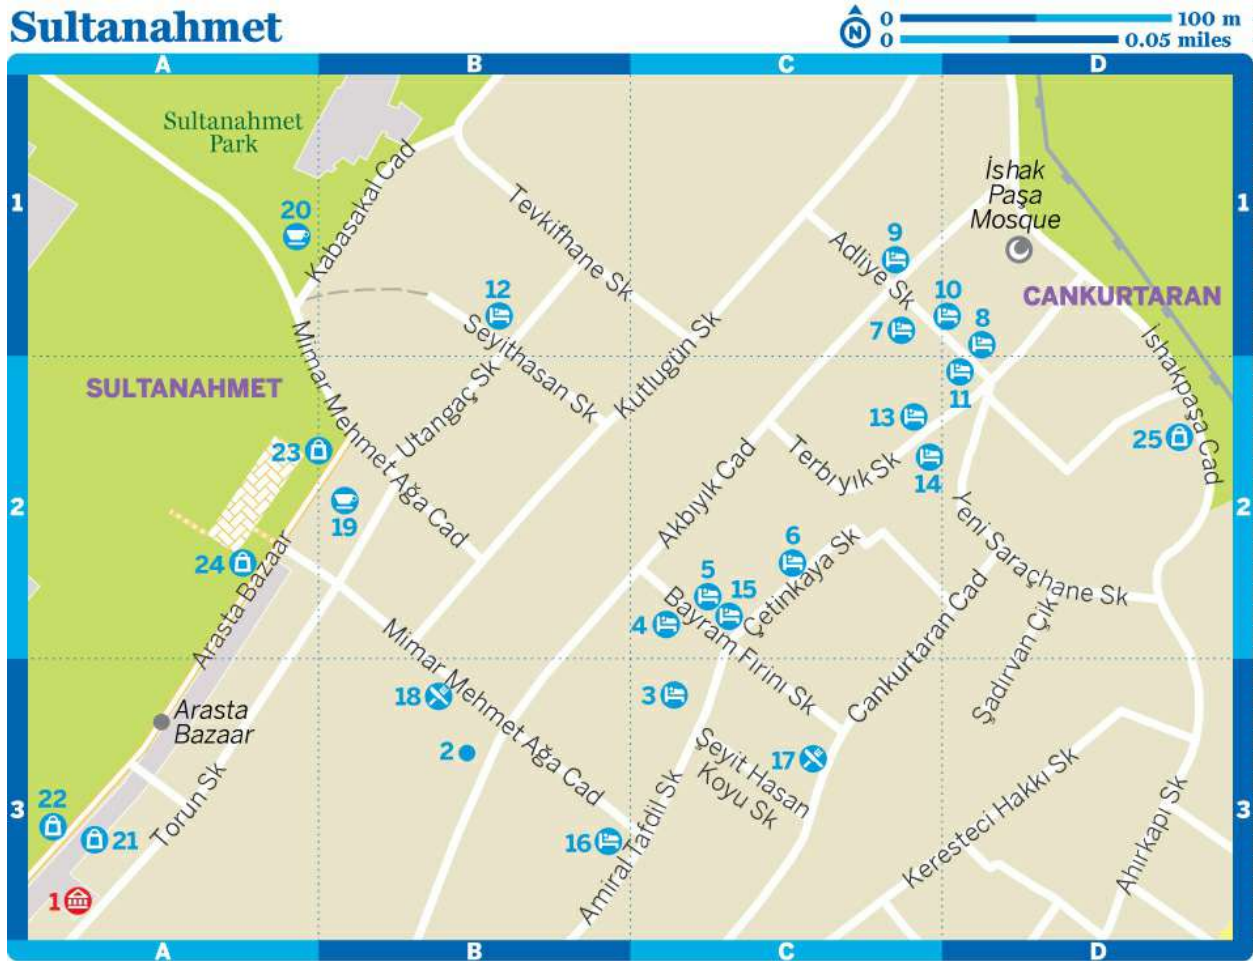 Sultanahmet
N
0 100 m
0 0.05 miles
A B C D
1 1
2 2
3 3
A B C D
Sultanahmet
Park
Kabasakal Cad
Tevkifhane Sk
Adliye Sk
İshak
Paşa
Mosque
CANKURTARAN
20
12
9
10
7
8
Seyithasan Sk
Kutlugün Sk
İshakpaşa Cad
SULTANAHMET
Mimar Mehmet Ağa Cad
Utangaç Sk
11
13
14
25
23
19
24
Akbıyık Cad
Terbıyık Sk
Yeni Saraçhane Sk
Arasta Bazaar
6
5
15
4
Çetinkaya Sk
Bayram Fırını Sk
Cankurtaran Cad
Şadırvan Çik
Mimar Mehmet Ağa Cad
18
3
Arasta
Bazaar
2
17
Şeyit Hasan
Koyu Sk
22
21
Torun Sk
16
Amiral Tafdil Sk
Keresteci Hakkı Sk
Ahırkapı Sk
1